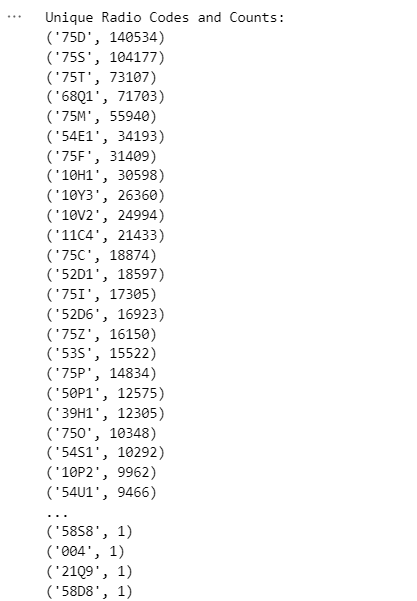 ... Unique Radio Codes and Counts:
('75D', 140534)
('75S', 104177)
('75T', 73107)
('68Q1', 71703)
('75M', 55940)
('54E1', 34193)
('75F', 31409)
('10H1', 30598)
('10Y3', 26360)
('10V2', 24994)
('11C4', 21433)
('75C', 18874)
('52D1', 18597)
('75I', 17305)
('52D6', 16923)
('75Z', 16150)
('53S', 15522)
('75P', 14834)
('50P1', 12575)
('39H1', 12305)
('75O', 10348)
('54S1', 10292)
('10P2', 9962)
('54U1', 9466)
...
('58S8', 1)
('004', 1)
('21Q9', 1)
('58D8', 1)